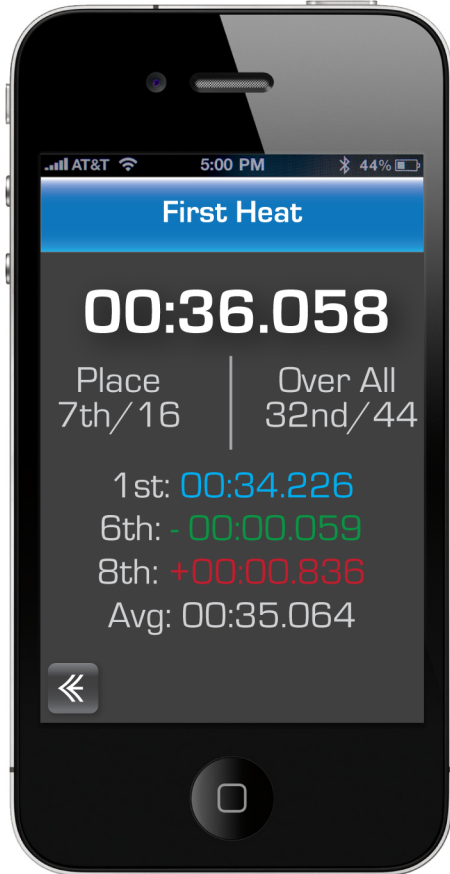 AT&T 5:00 PM 44%
First Heat
00:36.058
Place Over All
7th/16 32nd/44
1st: 00:34.226
6th: - 00:00.059
8th: +00:00.836
Avg: 00:35.064